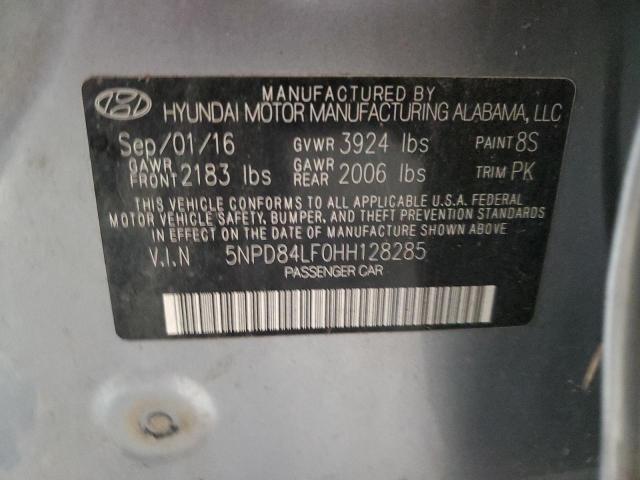 MANUFACTURED BY
HYUNDAI MOTOR MANUFACTURING ALABAMA, LLC
Sep/01/16 GVWR 3924 lbs PAINT 8S
GAWR FRONT 2183 lbs GAWR REAR 2006 lbs TRIM PK
THIS VEHICLE CONFORMS TO ALL APPLICABLE U.S.A. FEDERAL
MOTOR VEHICLE SAFETY, BUMPER, AND THEFT PREVENTION STANDARDS
IN EFFECT ON THE DATE OF MANUFACTURE SHOWN ABOVE
V.I.N 5NPD84LF0HH128285
PASSENGER CAR